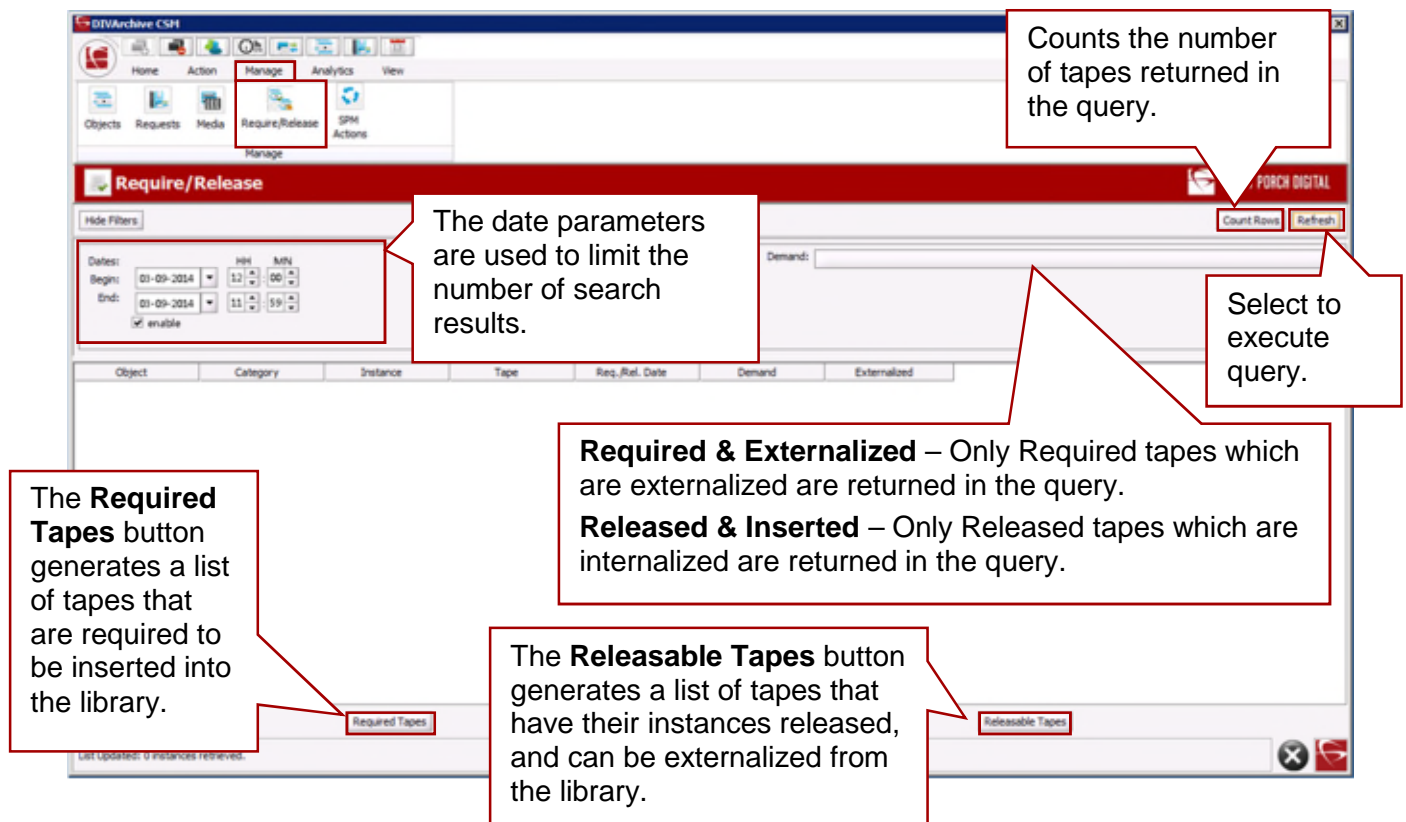 DIVArchive CSM
Counts the number
of tapes returned in
the query.
Home Action Manage Analytics View
Objects Requests Media Require/Release SPM
Actions
Manage
Require/Release
PORCH DIGITAL
Hide Filters
Count Rows Refresh
The date parameters
are used to limit the
number of search
results.
Dates: HH MN
Begin: 03-09-2014 12 : 00
End: 03-09-2014 11 : 59
enable
Demand:
Select to
execute
query.
Object Category Instance Tape Req./Rel. Date Demand Externalized
Required & Externalized – Only Required tapes which
are externalized are returned in the query.
Released & Inserted – Only Released tapes which are
internalized are returned in the query.
The Required
Tapes button
generates a list
of tapes that
are required to
be inserted into
the library.
The Releasable Tapes button
generates a list of tapes that
have their instances released,
and can be externalized from
the library.
Required Tapes
Releasable Tapes
List Updated: 0 instances retrieved.